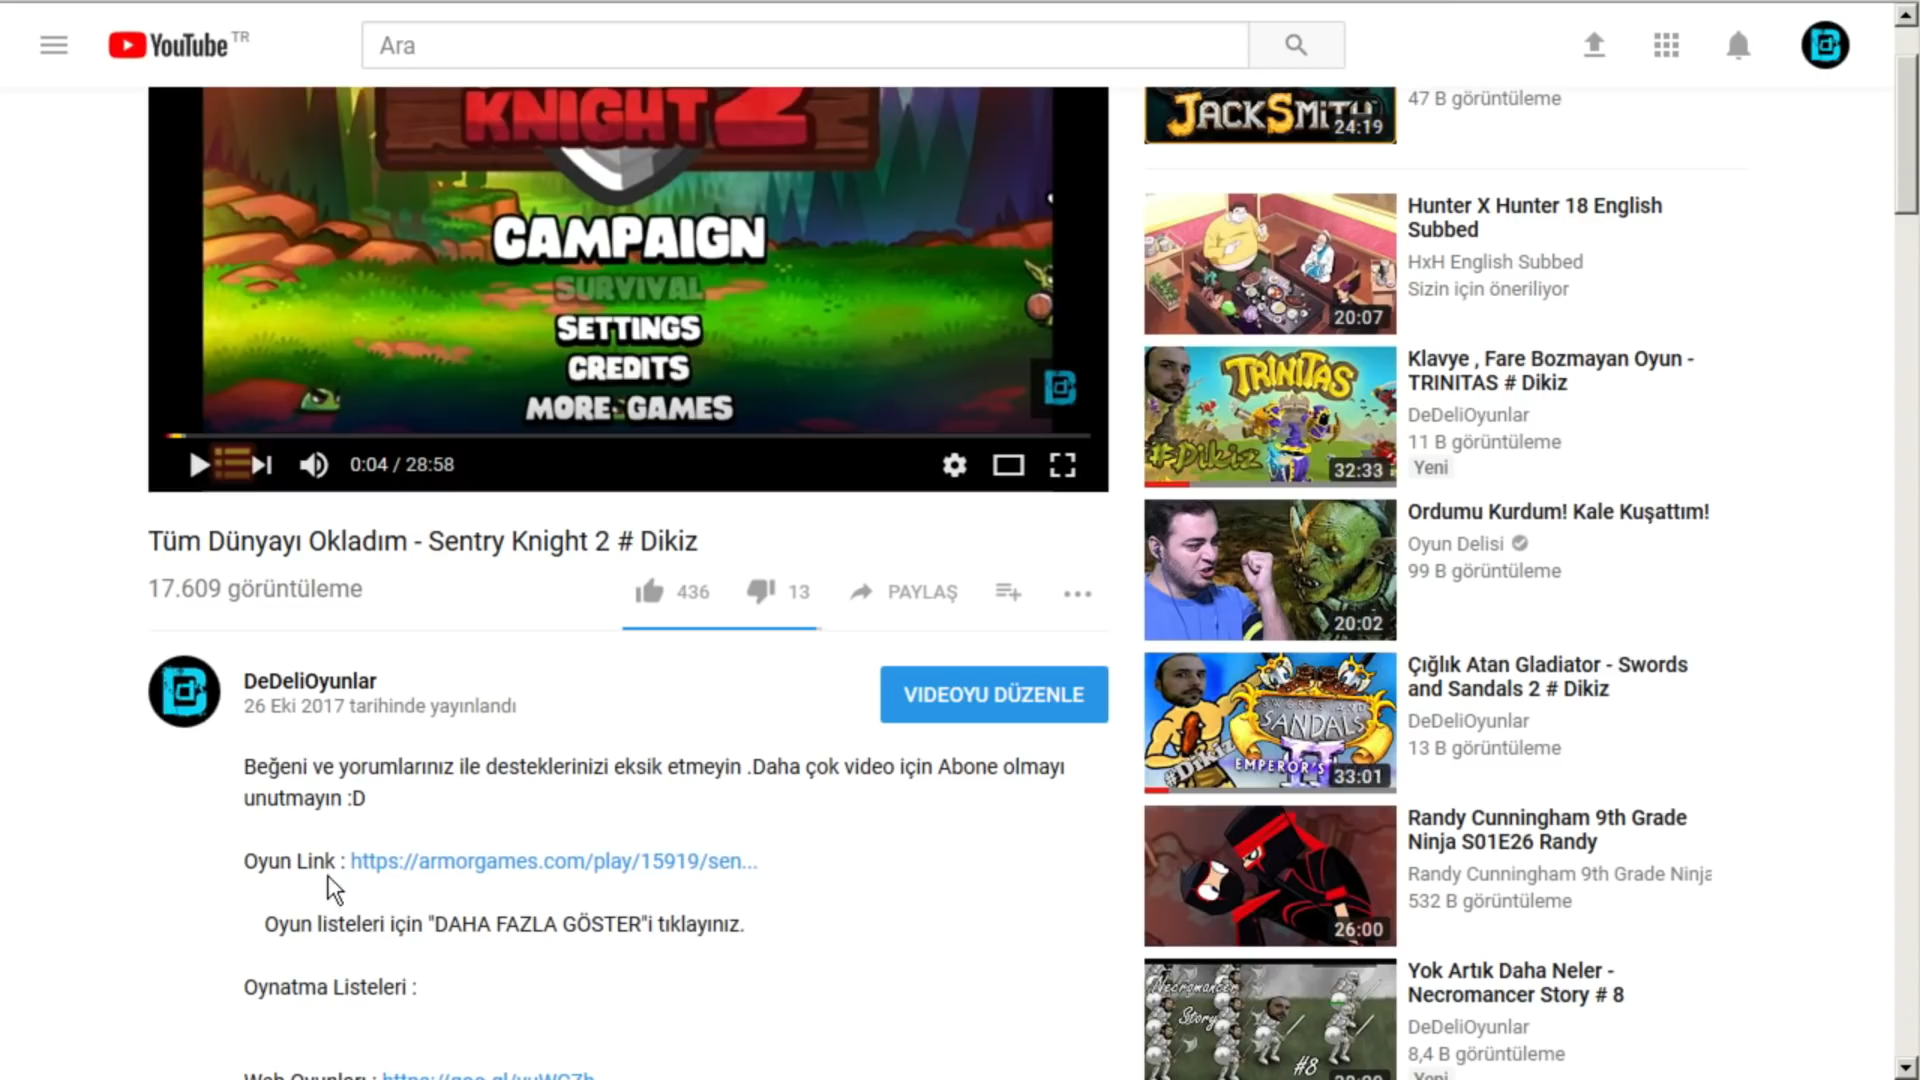 YouTube TR
Ara
KNIGHT 2
CAMPAIGN
SURVIVAL
SETTINGS
CREDITS
MORE GAMES
0:04 / 28:58
Tüm Dünyayı Okladım - Sentry Knight 2 # Dikiz
17.609 görüntüleme
436
13
PAYLAŞ
DeDeliOyunlar
26 Eki 2017 tarihinde yayınlandı
VIDEOYU DÜZENLE
Beğeni ve yorumlarınız ile desteklerinizi eksik etmeyin .Daha çok video için Abone olmayı
unutmayın :D
Oyun Link : https://armorgames.com/play/15919/sen...
Oyun listeleri için "DAHA FAZLA GÖSTER"i tıklayınız.
Oynatma Listeleri :
JACKSMITH
24:19
47 B görüntüleme
20:07
Hunter X Hunter 18 English
Subbed
HxH English Subbed
Sizin için öneriliyor
TRINITAS
#Dikiz
32:33
Klavye , Fare Bozmayan Oyun -
TRINITAS # Dikiz
DeDeliOyunlar
11 B görüntüleme
Yeni
20:02
Ordumu Kurdum! Kale Kuşattım!
Oyun Delisi
99 B görüntüleme
SWORDS AND
SANDALS II
EMPEROR'S
#Dikiz
33:01
Çığlık Atan Gladiator - Swords
and Sandals 2 # Dikiz
DeDeliOyunlar
13 B görüntüleme
26:00
Randy Cunningham 9th Grade
Ninja S01E26 Randy
Randy Cunningham 9th Grade Ninja
532 B görüntüleme
Necromancer
Story
#8
Yok Artık Daha Neler -
Necromancer Story # 8
DeDeliOyunlar
8,4 B görüntüleme
Yeni